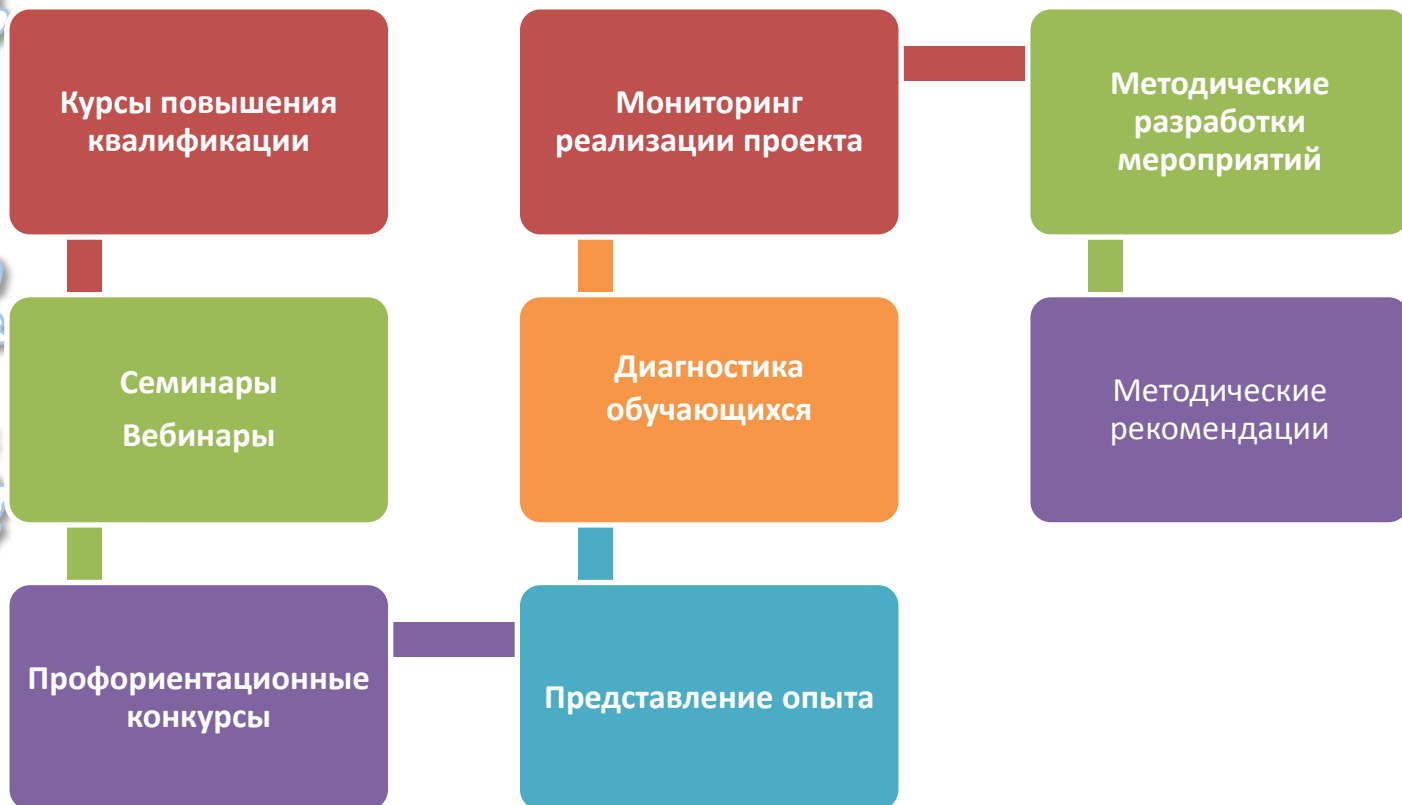 Курсы повышения
квалификации
Семинары
Вебинары
Профориентационные
конкурсы
Представление опыта
Диагностика
обучающихся
Мониторинг
реализации проекта
Методические
разработки
мероприятий
Методические
рекомендации